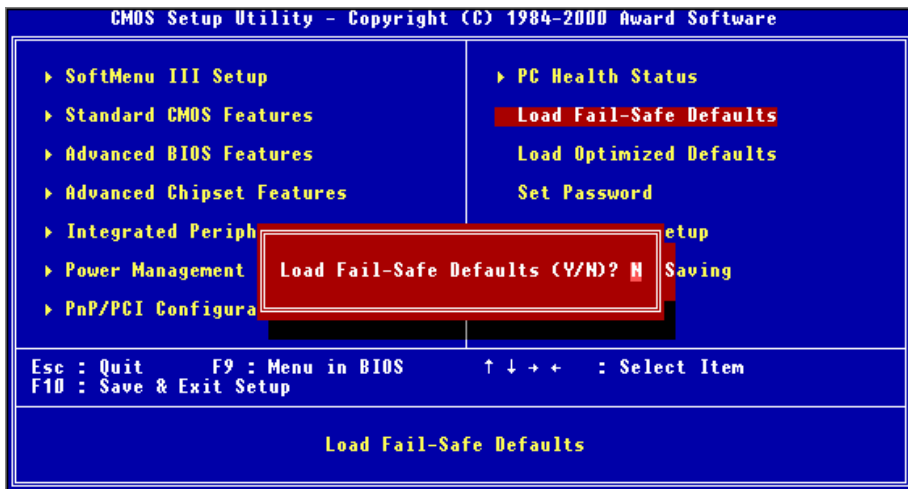 CMOS Setup Utility - Copyright (C) 1984-2000 Award Software
SoftMenu III Setup
Standard CMOS Features
Advanced BIOS Features
Advanced Chipset Features
Integrated Periph
Power Management
PnP/PCI Configura
PC Health Status
Load Fail-Safe Defaults
Load Optimized Defaults
Set Password
etup
Saving
Load Fail-Safe Defaults (Y/N)? N
Esc : Quit F9 : Menu in BIOS ↑ ↓ → ← : Select Item
F10 : Save & Exit Setup
Load Fail-Safe Defaults